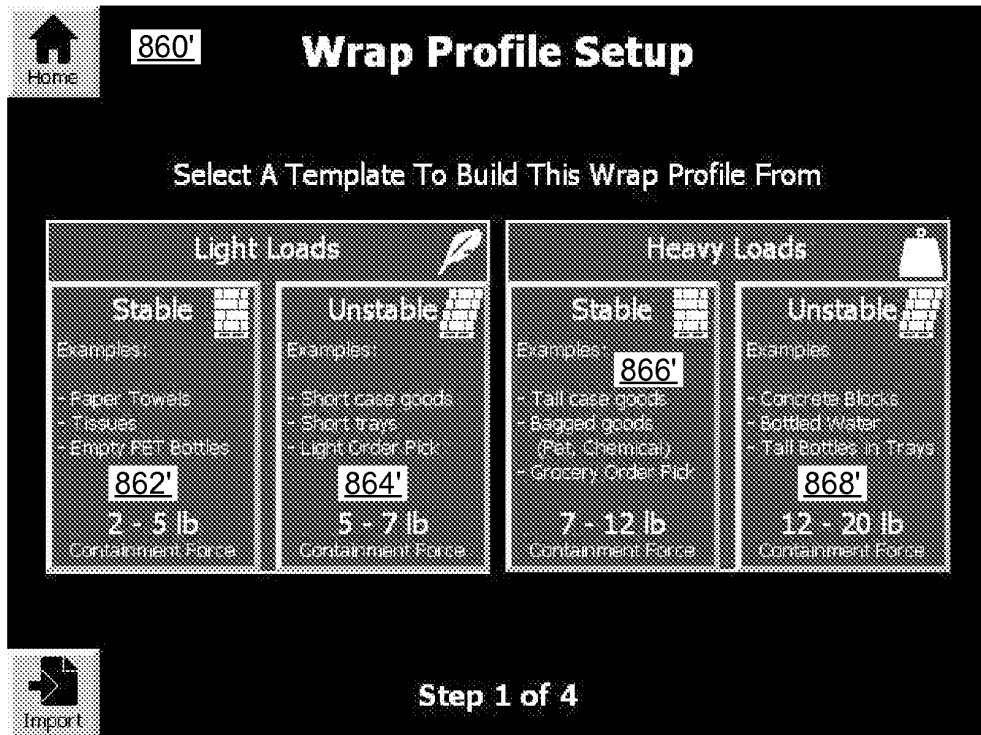 Home
860'
Wrap Profile Setup
Select A Template To Build This Wrap Profile From
Light Loads
Stable
Examples:
- Paper Towels
- Tissues
- Empty PET Bottles
862'
2 - 5 lb
Containment Force
Unstable
Examples:
- Short case goods
- Short trays
- Light Order Pick
864'
5 - 7 lb
Containment Force
Heavy Loads
Stable
Examples:
866'
- Tall case goods
- Bagged goods
(Pet, Chemical)
- Grocery Order Pick
7 - 12 lb
Containment Force
Unstable
Examples
- Concrete Blocks
- Bottled Water
- Tall Bottles In Trays
868'
12 - 20 lb
Containment Force
Import
Step 1 of 4